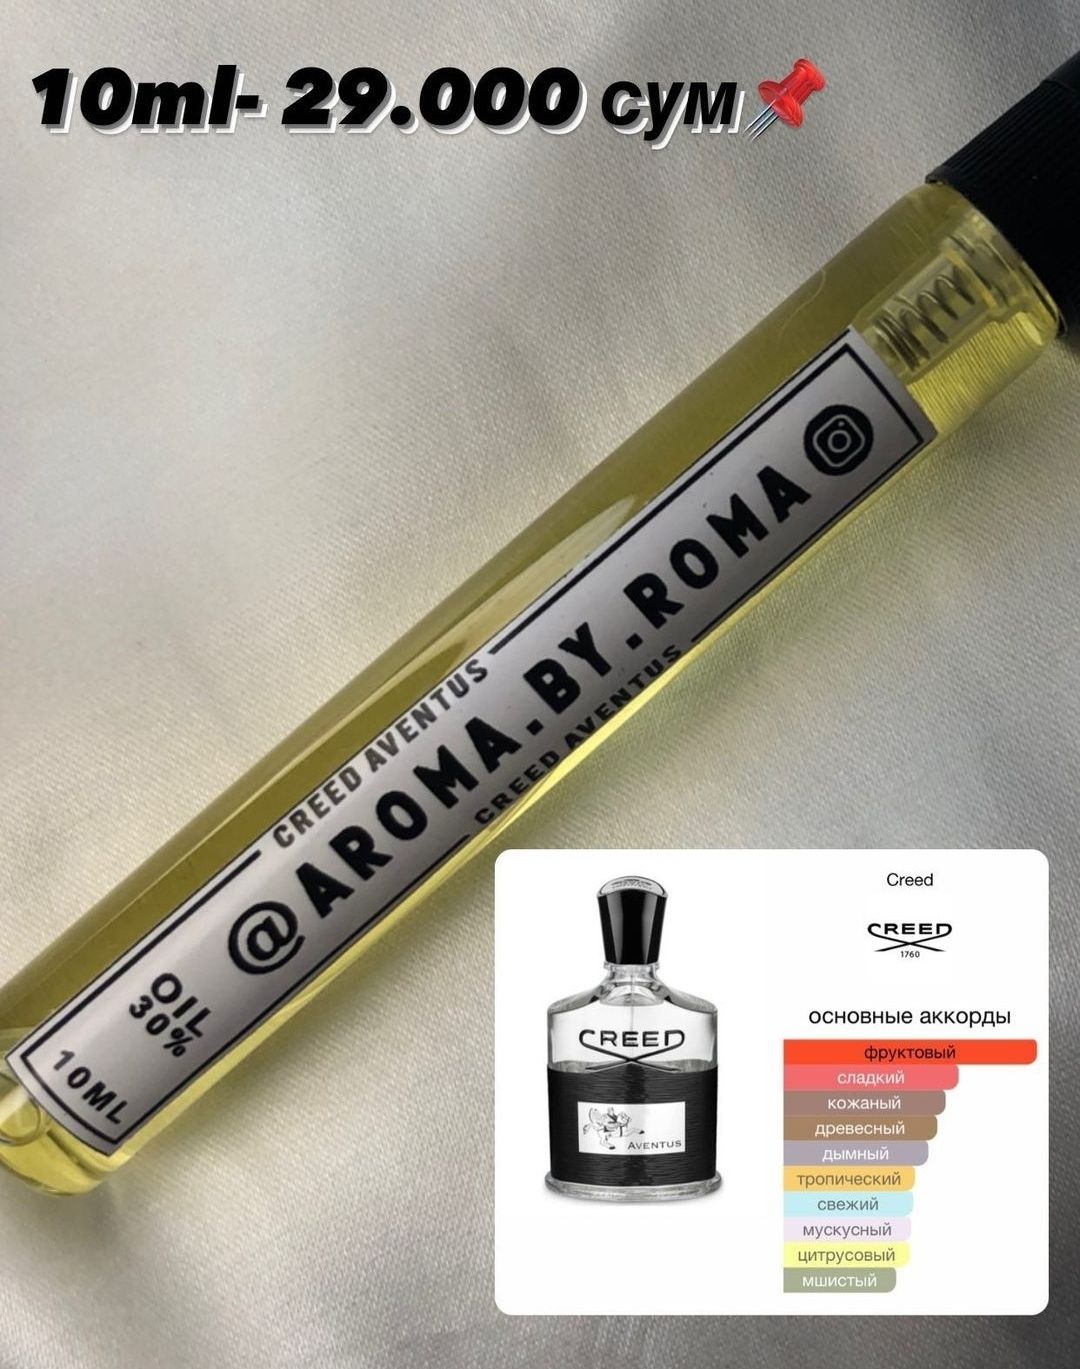 10ml- 29.000 сум
CREED AVENTUS
@AROMA.BY.ROMA
CREED AVENTUS
OIL
30%
10ML
Creed
CREED
1760
основные аккорды
фруктовый
сладкий
кожаный
древесный
дымный
тропический
свежий
мускусный
цитрусовый
мшистый
CREED
AVENTUS